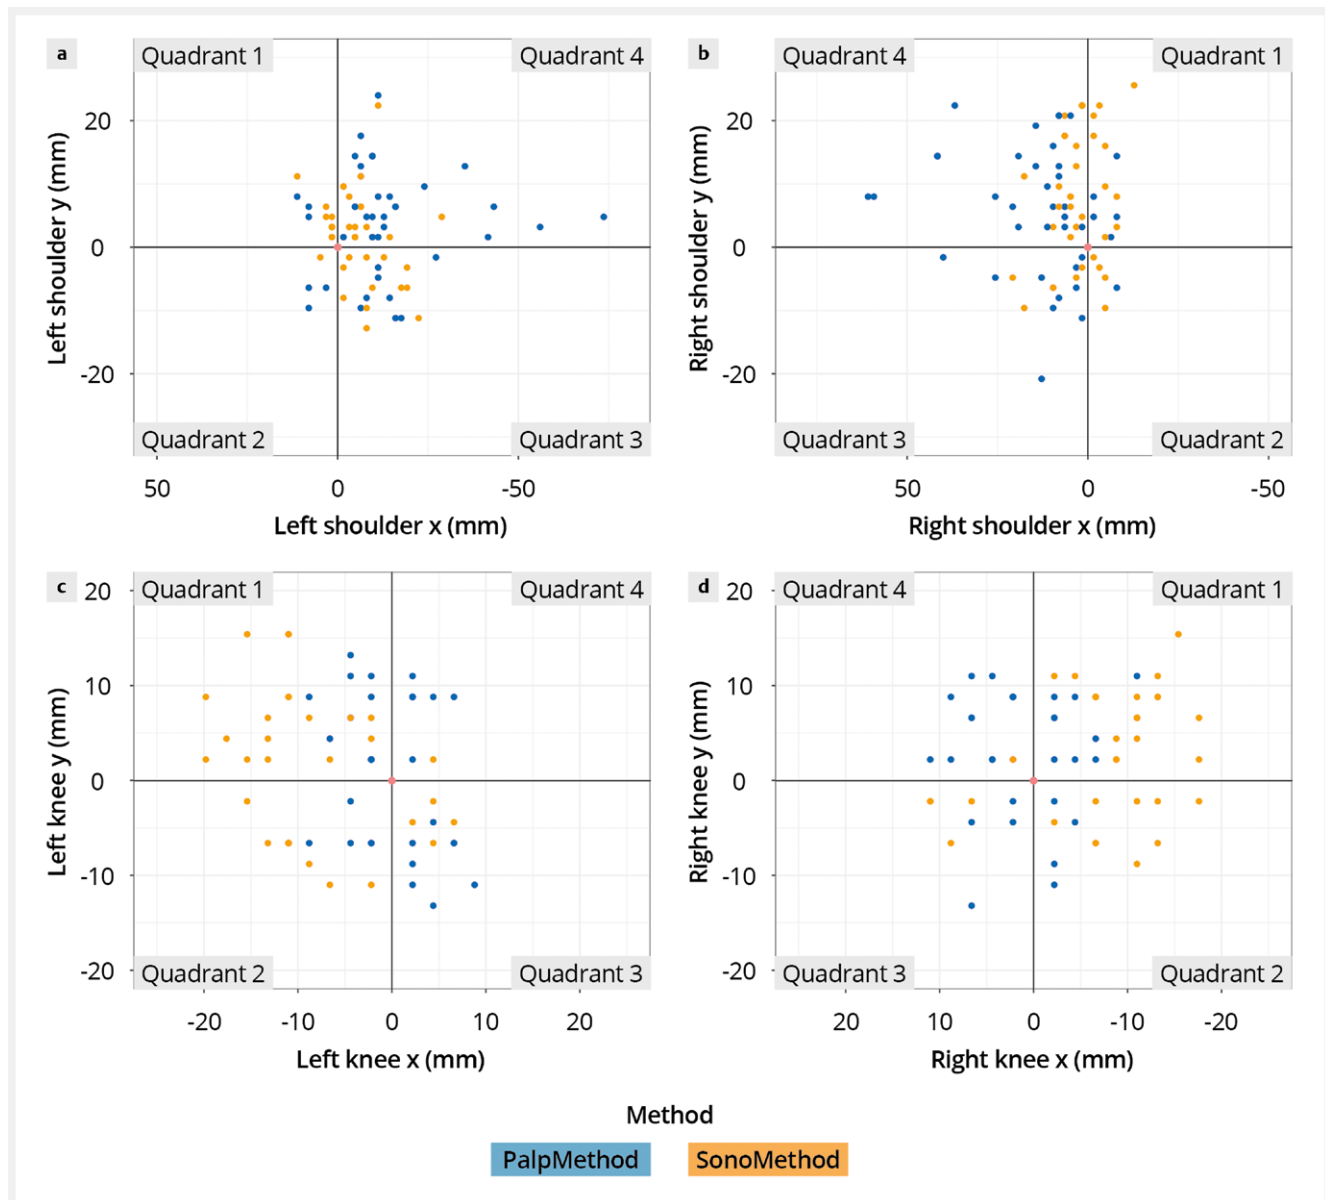 a Quadrant 1 Quadrant 4
20
0
-20
Left shoulder y (mm)
Quadrant 2 Quadrant 3
50 0 -50
Left shoulder x (mm)
b Quadrant 4 Quadrant 1
20
0
-20
Right shoulder y (mm)
Quadrant 3 Quadrant 2
50 0 -50
Right shoulder x (mm)
c 20 Quadrant 1 Quadrant 4
10
0
-10
-20
Left knee y (mm)
Quadrant 2 Quadrant 3
-20 -10 0 10 20
Left knee x (mm)
d 20 Quadrant 4 Quadrant 1
10
0
-10
-20
Right knee y (mm)
Quadrant 3 Quadrant 2
20 10 0 -10 -20
Right knee x (mm)
Method
PalpMethod SonoMethod